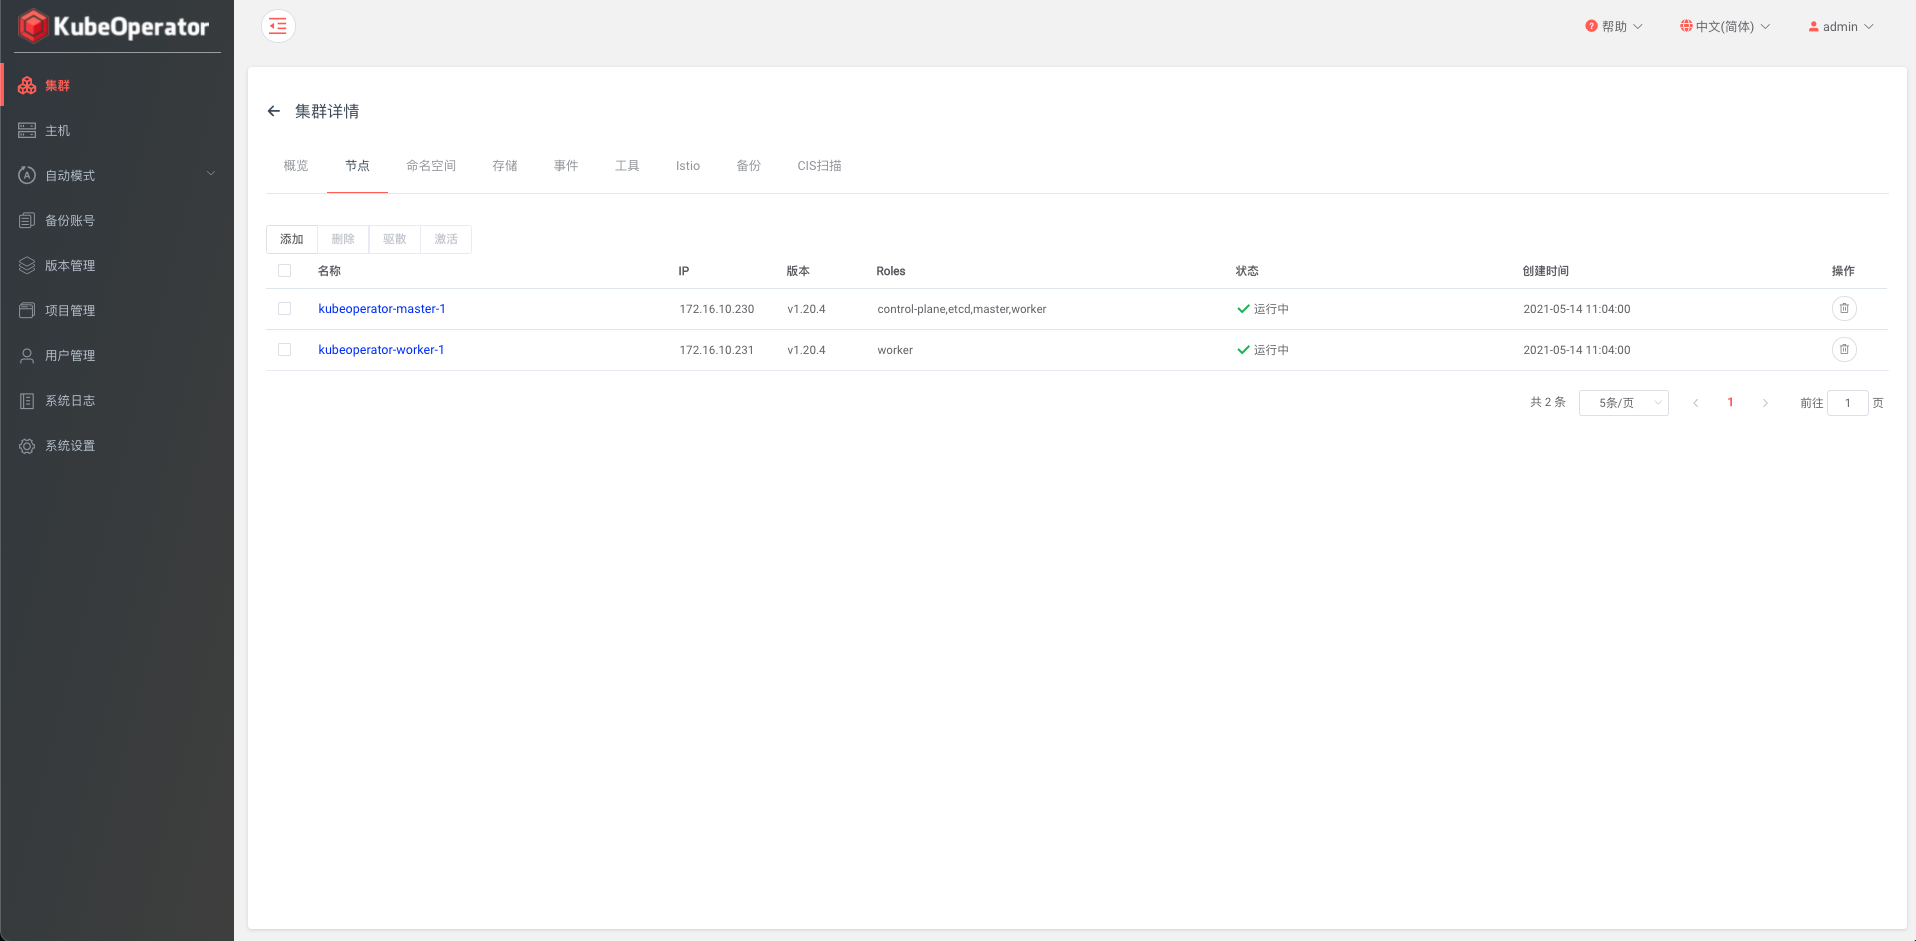 KubeOperator
帮助
中文(简体)
admin
集群
主机
自动模式
备份账号
版本管理
项目管理
用户管理
系统日志
系统设置
集群详情
概览 节点 命名空间 存储 事件 工具 Istio 备份 CIS扫描
添加 删除 驱散 激活
名称 IP 版本 Roles 状态 创建时间 操作
kubeoperator-master-1 172.16.10.230 v1.20.4 control-plane,etcd,master,worker 运行中 2021-05-14 11:04:00
kubeoperator-worker-1 172.16.10.231 v1.20.4 worker 运行中 2021-05-14 11:04:00
共 2 条 5条/页 1 前往 1 页